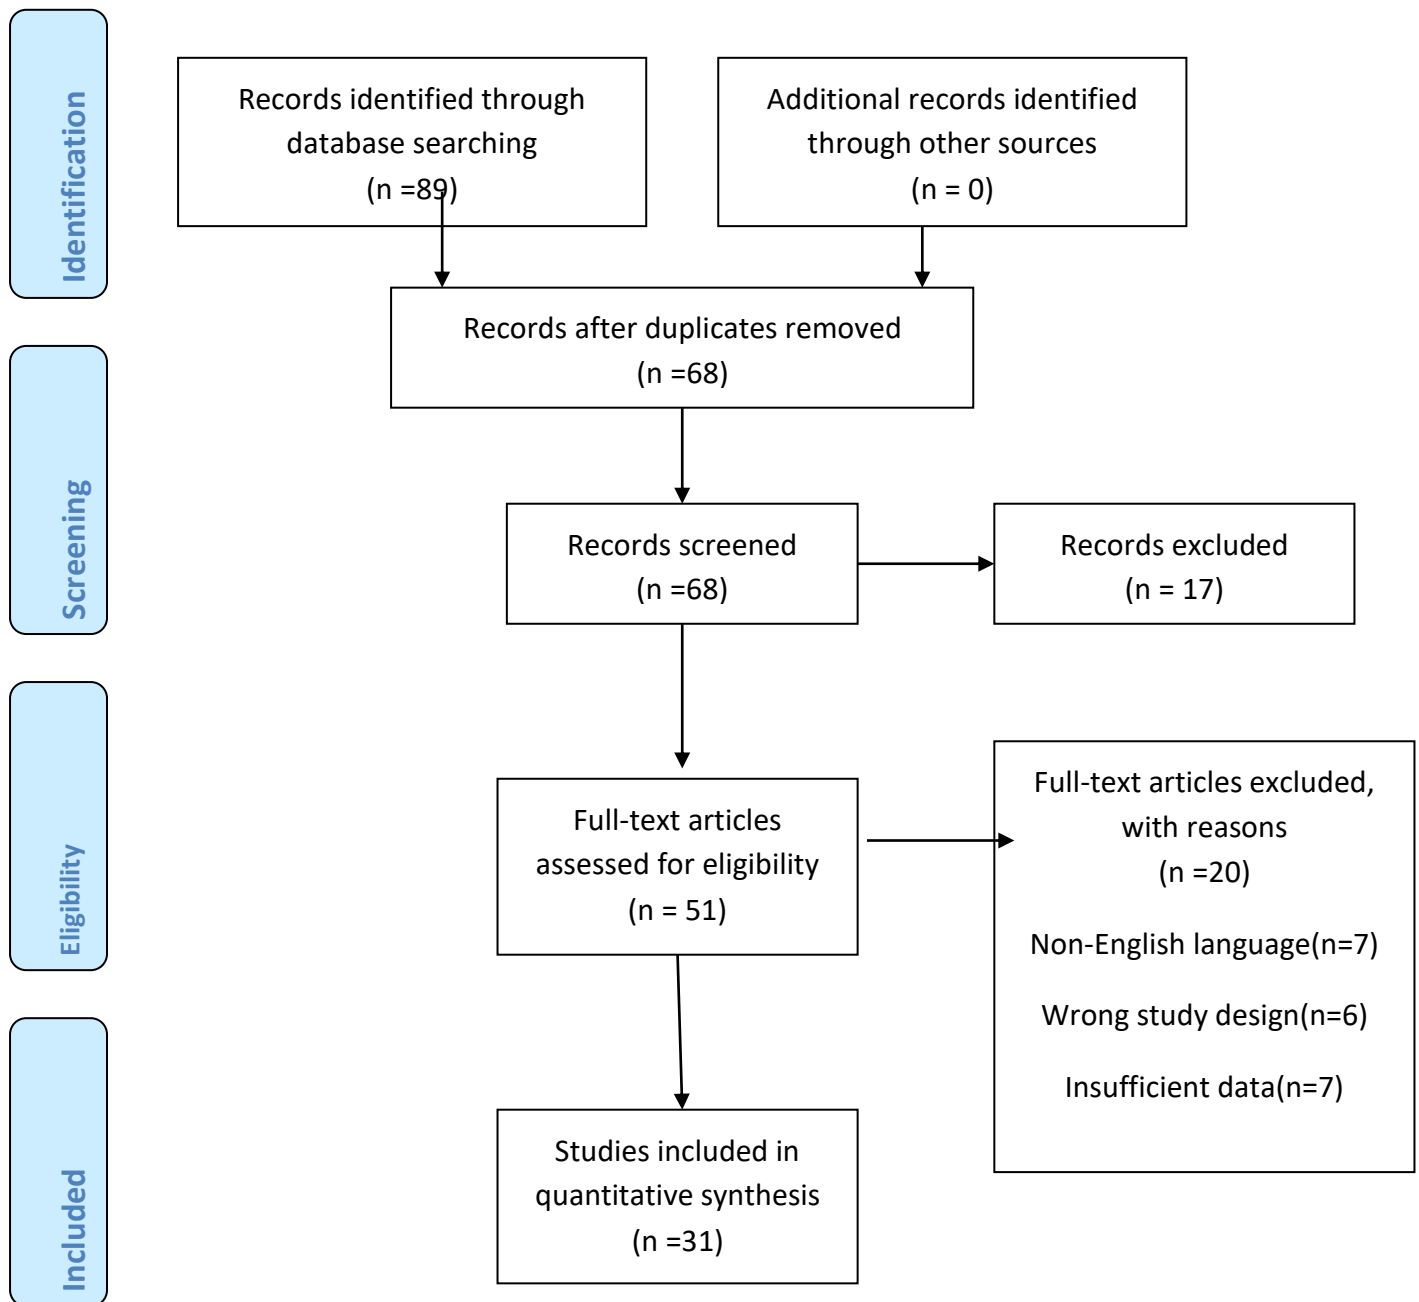 Identification
Records identified through
database searching
(n =89)
Additional records identified
through other sources
(n = 0)
Records after duplicates removed
(n =68)
Screening
Records screened
(n =68)
Records excluded
(n = 17)
Eligibility
Full-text articles
assessed for eligibility
(n = 51)
Full-text articles excluded,
with reasons
(n =20)
Non-English language(n=7)
Wrong study design(n=6)
Insufficient data(n=7)
Included
Studies included in
quantitative synthesis
(n =31)